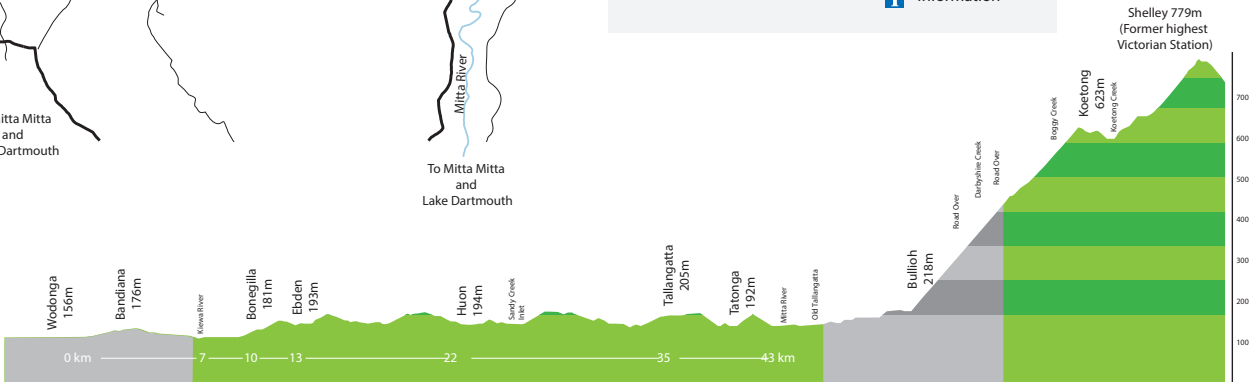 Information
Shelley 779m
(Former highest
Victorian Station)
Mitta River
itta Mitta
and
Dartmouth
To Mitta Mitta
and
Lake Dartmouth
Wodonga
156m
Bandiana
176m
Kiewa River
Bonegilla
181m
Ebden
193m
Huon
194m
Sandy Creek
Inlet
Tallangatta
205m
Tatonga
192m
Mitta River
Old Tallangatta
Bullioh
218m
Road Over
Darbyshire Creek
Road Over
Boggy Creek
Koetong
623m
Koetong Creek
700
600
500
400
300
200
100
0 km 7 10 13 22 35 43 km